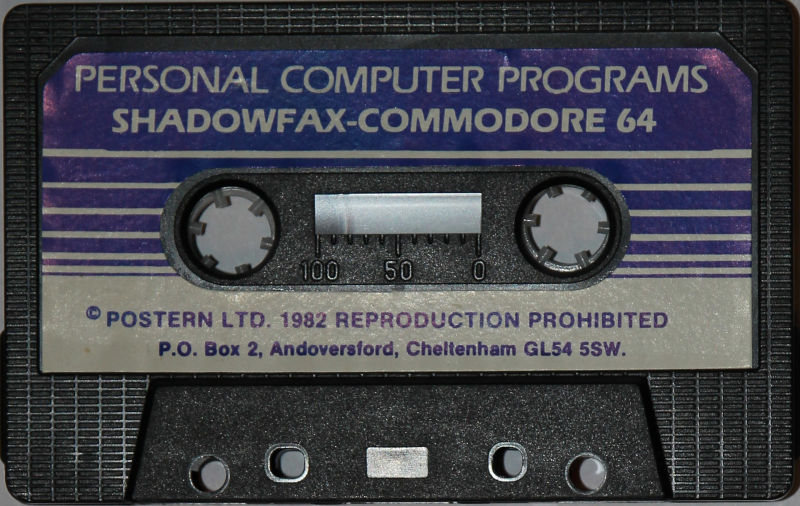 PERSONAL COMPUTER PROGRAMS
SHADOWFAX-COMMODORE 64
100 50 0
© POSTERN LTD. 1982 REPRODUCTION PROHIBITED
P.O. Box 2, Andoversford, Cheltenham GL54 5SW.